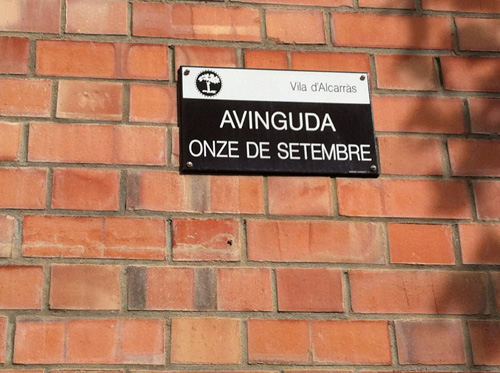 Vila d'Alcarràs
AVINGUDA
ONZE DE SETEMBRE